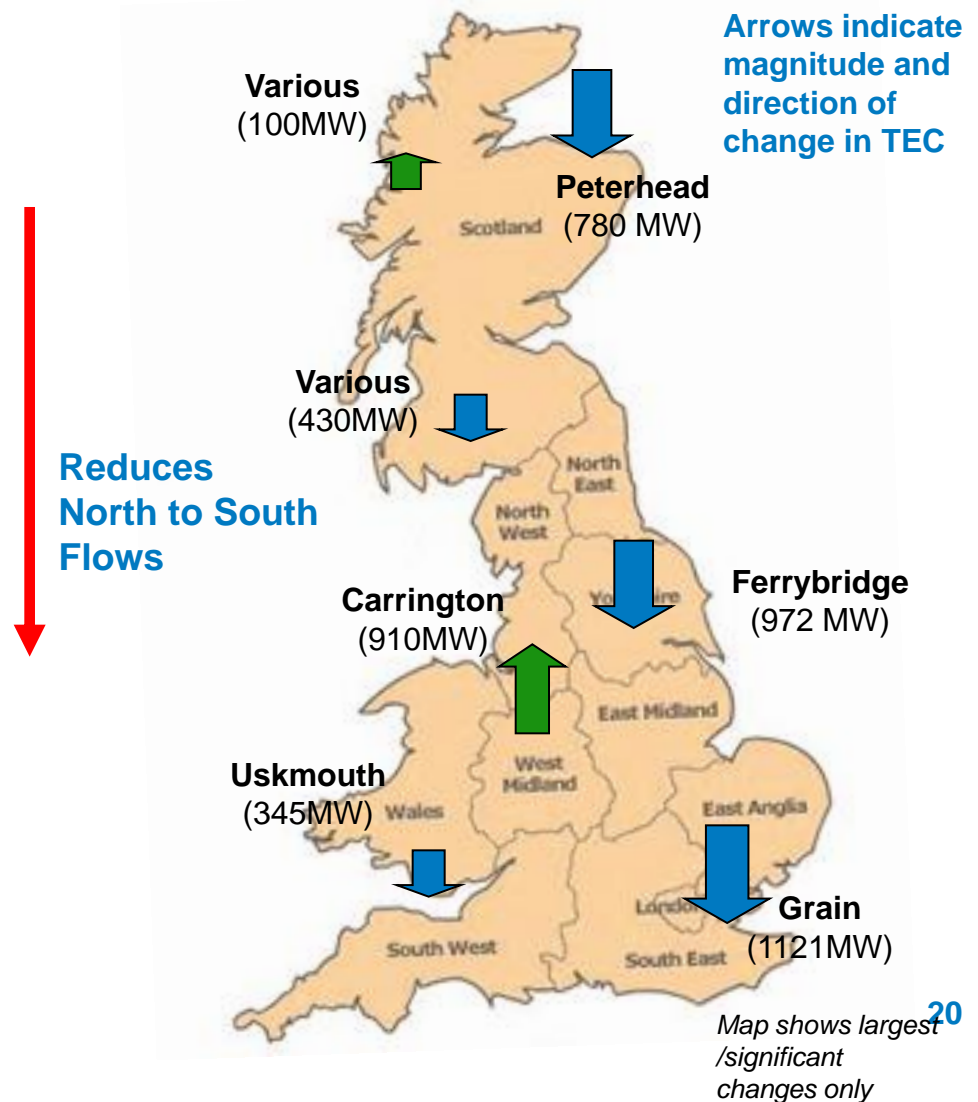 Arrows indicate
magnitude and
direction of
change in TEC
Various
(100MW)
Peterhead
(780 MW)
Scotland
Various
(430MW)
Reduces
North to South
Flows
North
East
North
West
Carrington
(910MW)
Ferrybridge
(972 MW)
East Midland
West
Midland
Uskmouth
(345MW)
Wales
East Anglia
London
Grain
(1121MW)
South West
South East
20
Map shows largest
/significant
changes only